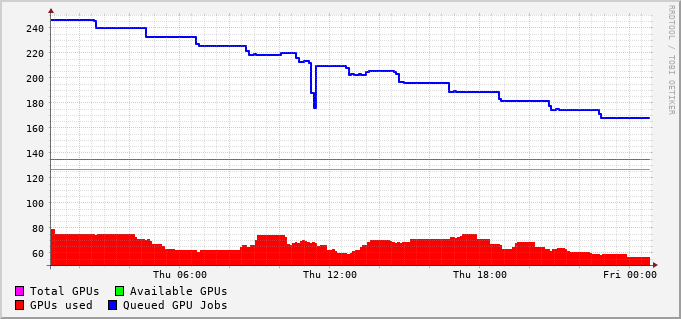 240
220
200
180
160
140
120
100
80
60
Thu 06:00 Thu 12:00 Thu 18:00 Fri 00:00
Total GPUs Available GPUs
GPUs used Queued GPU Jobs
RRDTOOL / TOBI OETIKER